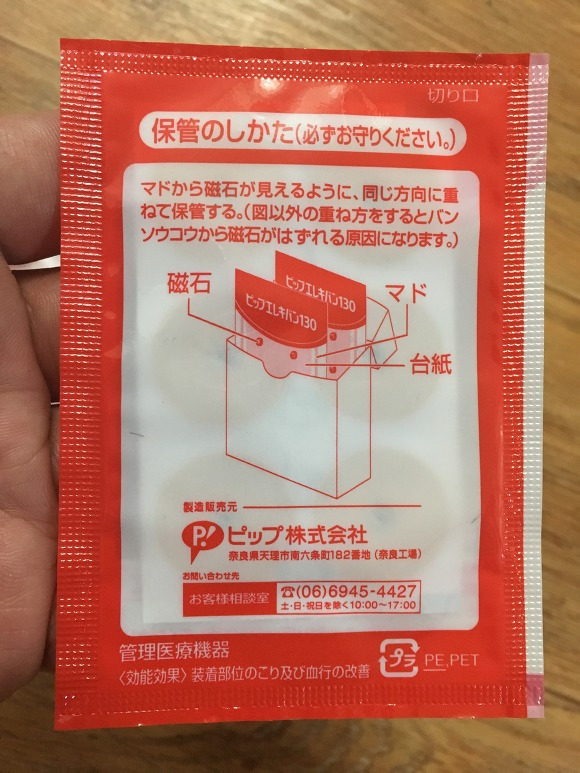 切り口
保管のしかた(必ずお守りください。)
マドから磁石が見えるように、同じ方向に重
ねて保管する。(図以外の重ね方をするとバン
ソウコウから磁石がはずれる原因になります。)
磁石
ピップエレキバン130
ピップエレキバン130
マド
台紙
製造販売元
P!
ピップ株式会社
奈良県天理市南六条町182番地(奈良工場)
お問い合わせ先
お客様相談室
☎(06)6945-4427
土・日・祝日を除く10:00~17:00
管理医療機器
〈効能効果〉装着部位のこり及び血行の改善
プラ
PE,PET